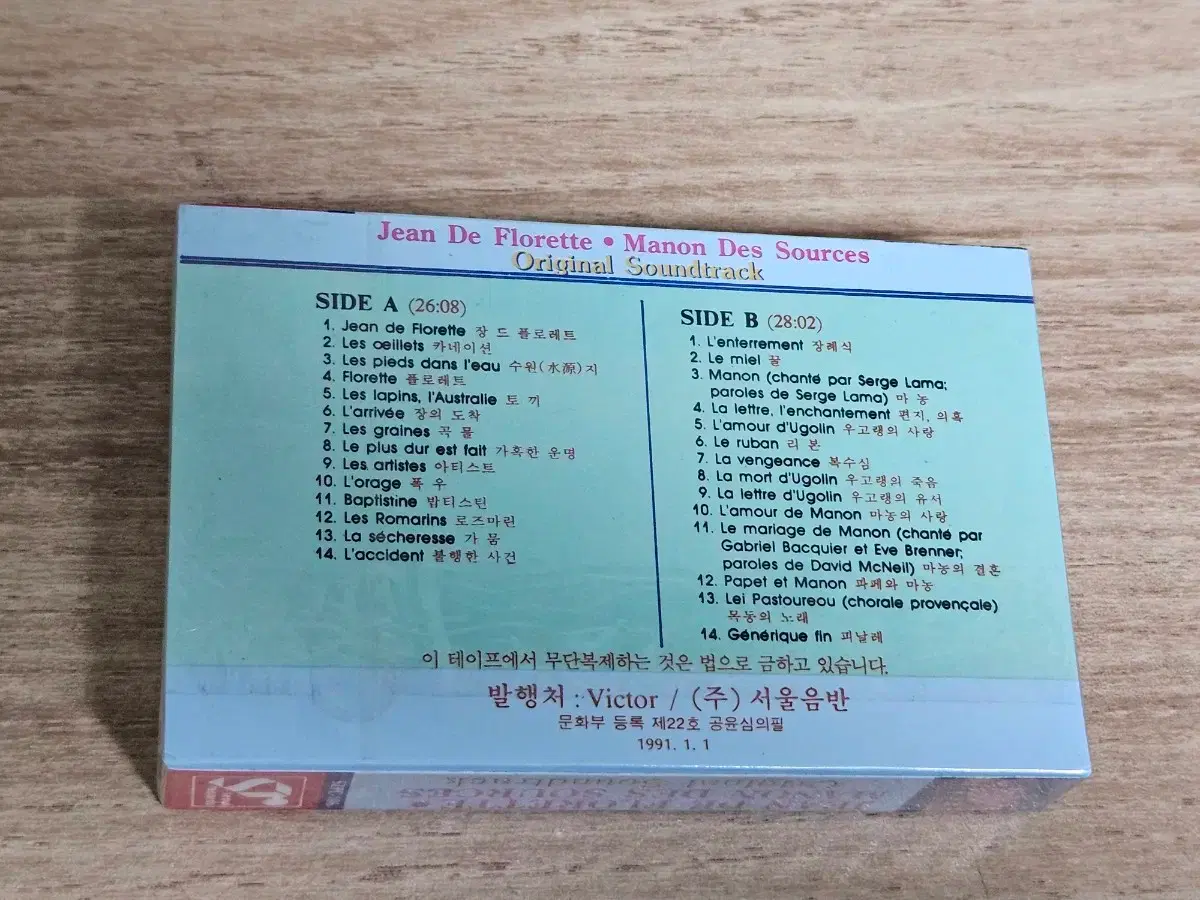 Jean De Florette • Manon Des Sources
Original Soundtrack
SIDE A (26:08)
1. Jean de Florette 장 드 플로레트
2. Les œillets 카네이션
3. Les pieds dans l'eau 수원(水源)지
4. Florette 플로레트
5. Les lapins, l'Australie 토 끼
6. L'arrivée 장의 도착
7. Les graines 곡 물
8. Le plus dur est fait 가혹한 운명
9. Les artistes 아티스트
10. L'orage 폭 우
11. Baptistine 밥티스틴
12. Les Romarins 로즈마린
13. La sécheresse 가 뭄
14. L'accident 불행한 사건
SIDE B (28:02)
1. L'enterrement 장례식
2. Le miel 꿀
3. Manon (chanté par Serge Lama;
paroles de Serge Lama) 마 농
4. La lettre, l'enchantement 편지, 의혹
5. L'amour d'Ugolin 우고랭의 사랑
6. Le ruban 리 본
7. La vengeance 복수심
8. La mort d'Ugolin 우고랭의 죽음
9. La lettre d'Ugolin 우고랭의 유서
10. L'amour de Manon 마농의 사랑
11. Le mariage de Manon (chanté par
Gabriel Bacquier et Eve Brenner;
paroles de David McNeil) 마농의 결혼
12. Papet et Manon 파페와 마농
13. Lei Pastoureou (chorale provençale)
목동의 노래
14. Générique fin 피날레
이 테이프에서 무단복제하는 것은 법으로 금하고 있습니다.
발행처 : Victor / (주) 서울음반
문화부 등록 제22호 공윤심의필
1991. 1. 1
JEAN DE FLORETTE •
MANON DES SOURCES
Original Soundtrack